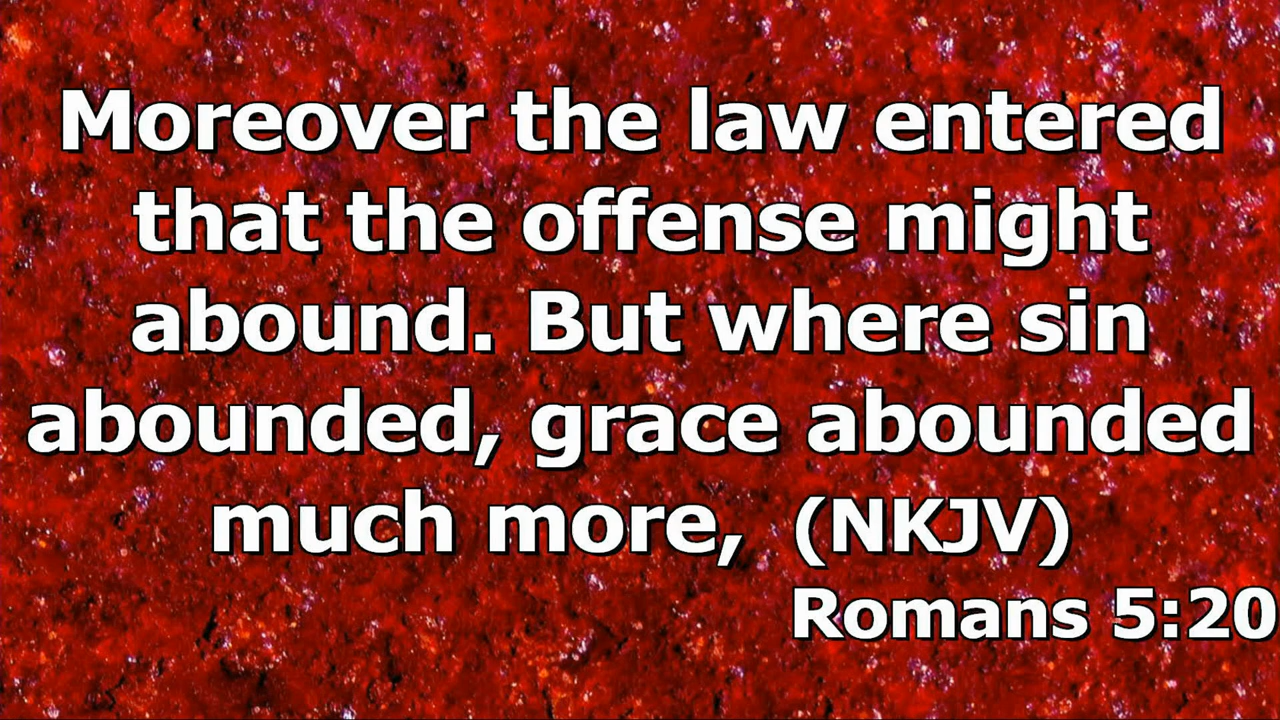 Moreover the law entered
that the offense might
abound. But where sin
abounded, grace abounded
much more,  (NKJV)
Romans 5:20